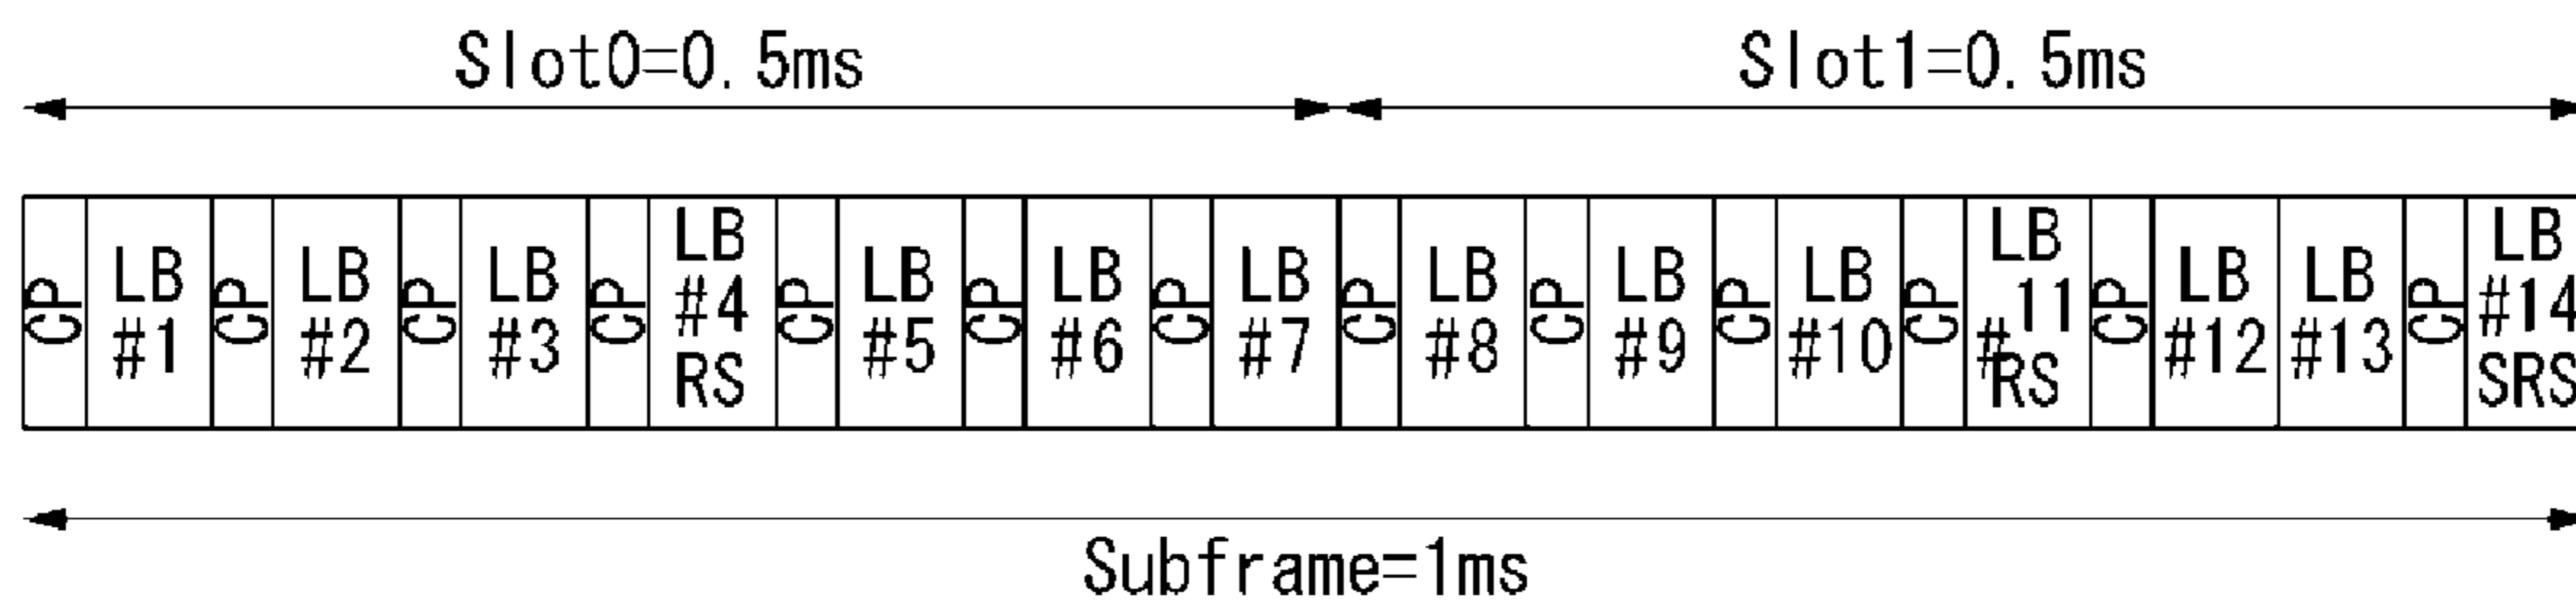 Slot0=0.5ms
Slot1=0.5ms
CP
LB
#1
CP
LB
#2
CP
LB
#3
CP
LB
#4
RS
CP
LB
#5
CP
LB
#6
CP
LB
#7
CP
LB
#8
CP
LB
#9
CP
LB
#10
CP
LB
#11
RS
CP
LB
#12
LB
#13
CP
LB
#14
SRS
Subframe=1ms